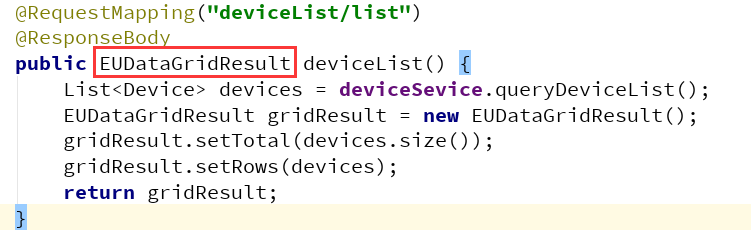 @RequestMapping("deviceList/list")
@ResponseBody
public EUDataGridResult deviceList() {
    List<Device> devices = deviceSevice.queryDeviceList();
    EUDataGridResult gridResult = new EUDataGridResult();
    gridResult.setTotal(devices.size());
    gridResult.setRows(devices);
    return gridResult;
}